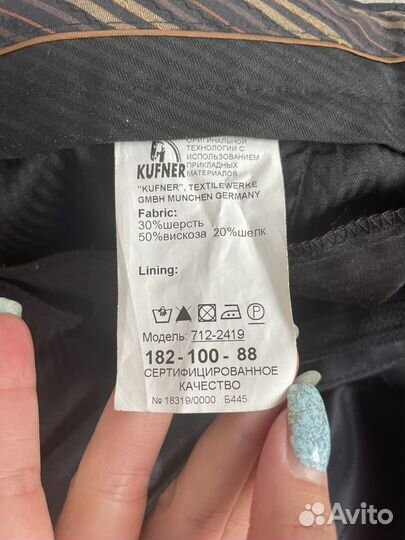 ОРИГИНАЛЬНОЙ
ТЕХНОЛОГИИ С
ИСПОЛЬЗОВАНИЕМ
ПРИКЛАДНЫХ
МАТЕРИАЛОВ
KUFNER
"KUFNER", TEXTILEWERKE
GMBH MUNCHEN GERMANY
Fabric:
30%шерсть
50%вискоза 20%шелк
Lining:
Модель: 712-2419
182-100-88
СЕРТИФИЦИРОВАННОЕ
КАЧЕСТВО
№ 18319/0000 Б445
Avito